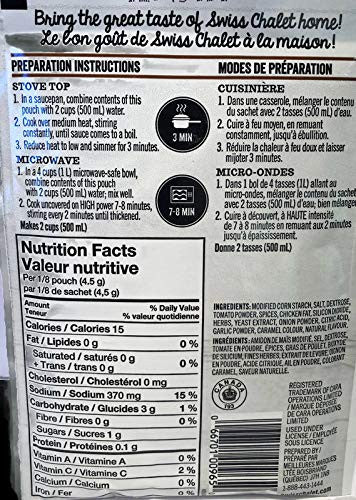 Bring the great taste of Swiss Chalet home!
Le bon goût de Swiss Chalet à la maison!
PREPARATION INSTRUCTIONS
STOVE TOP
1. In a saucepan, combine contents of this
pouch with 2 cups (500 mL) water.
2. Cook over medium heat, stirring
constantly, until sauce comes to a boil.
3. Reduce heat to low and simmer for 3 minutes.
3 MIN
MICROWAVE
1. In a 4 cups (1 L) microwave-safe bowl,
combine contents of this pouch
with 2 cups (500 mL) water; mix well.
2. Cook uncovered on HIGH power 7-8 minutes,
stirring every 2 minutes until thickened.
Makes 2 cups (500 mL)
7-8 MIN
MODES DE PRÉPARATION
CUISINIÈRE
1. Dans une casserole, mélanger le contenu
du sachet avec 2 tasses (500 mL) d'eau.
2. Cuire à feu moyen, en remuant
constamment, jusqu'à ébullition.
3. Réduire la chaleur à feu doux et laisser
mijoter 3 minutes.
MICRO-ONDES
1. Dans 1 bol de 4 tasses (1L) allant au
micro-ondes, mélanger le contenu du sachet
avec 2 tasses (500 mL) d'eau; bien mélanger
2. Cuire à découvert, à HAUTE intensité
de 7 à 8 minutes en remuant aux 2 minutes
jusqu'à épaississement.
Donne 2 tasses (500 mL)
Nutrition Facts
Valeur nutritive
Per 1/8 pouch (4,5 g)
par 1/8 de sachet (4,5 g)
Amount % Daily Value
Teneur % valeur quotidienne
Calories / Calories 15
Fat / Lipides 0 g 0 %
Saturated / saturés 0 g
+ Trans / trans 0 g 0 %
Cholesterol / Cholestérol 0 mg
Sodium / Sodium 370 mg 15 %
Carbohydrate / Glucides 3 g 1 %
Fibre / Fibres 0 g 0 %
Sugars / Sucres 1 g
Protein / Protéines 0.1 g
Vitamin A / Vitamine A 0 %
Vitamin C / Vitamine C 2 %
Calcium / Calcium 0 %
Iron / Fer 0 %
INGREDIENTS: MODIFIED CORN STARCH, SALT, DEXTROSE,
TOMATO POWDER, SPICES, CHICKEN FAT, SILICON DIOXIDE,
HERBS, YEAST EXTRACT, ONION POWDER, CITRIC ACID,
GARLIC POWDER, CARAMEL COLOUR, NATURAL FLAVOUR.
INGRÉDIENTS: AMIDON DE MAÏS MODIFIÉ, SEL, DEXTROSE,
TOMATE EN POUDRE, ÉPICES, GRAS DE POULET, DIOXYDE
DE SILICIUM, FINES HERBES, EXTRAIT DE LEVURE, OIGNON
EN POUDRE, ACIDE CITRIQUE, AIL EN POUDRE, COLORANT
CARAMEL, SAVEUR NATURELLE.
CANADA
793
REGISTERED
TRADEMARK OF CARA
OPERATIONS LIMITED
/ MARQUE DÉPOSÉE
DE CARA OPERATIONS
LIMITED
USED UNDER
LICENSE / EMPLOYÉE
SOUS LICENCE
PREPARED BY /
PRÉPARÉ PAR
MEILLEURES MARQUES
LTÉE BOISBRIAND
(QUÉBEC) J7H 1N8
1-888-443-1444